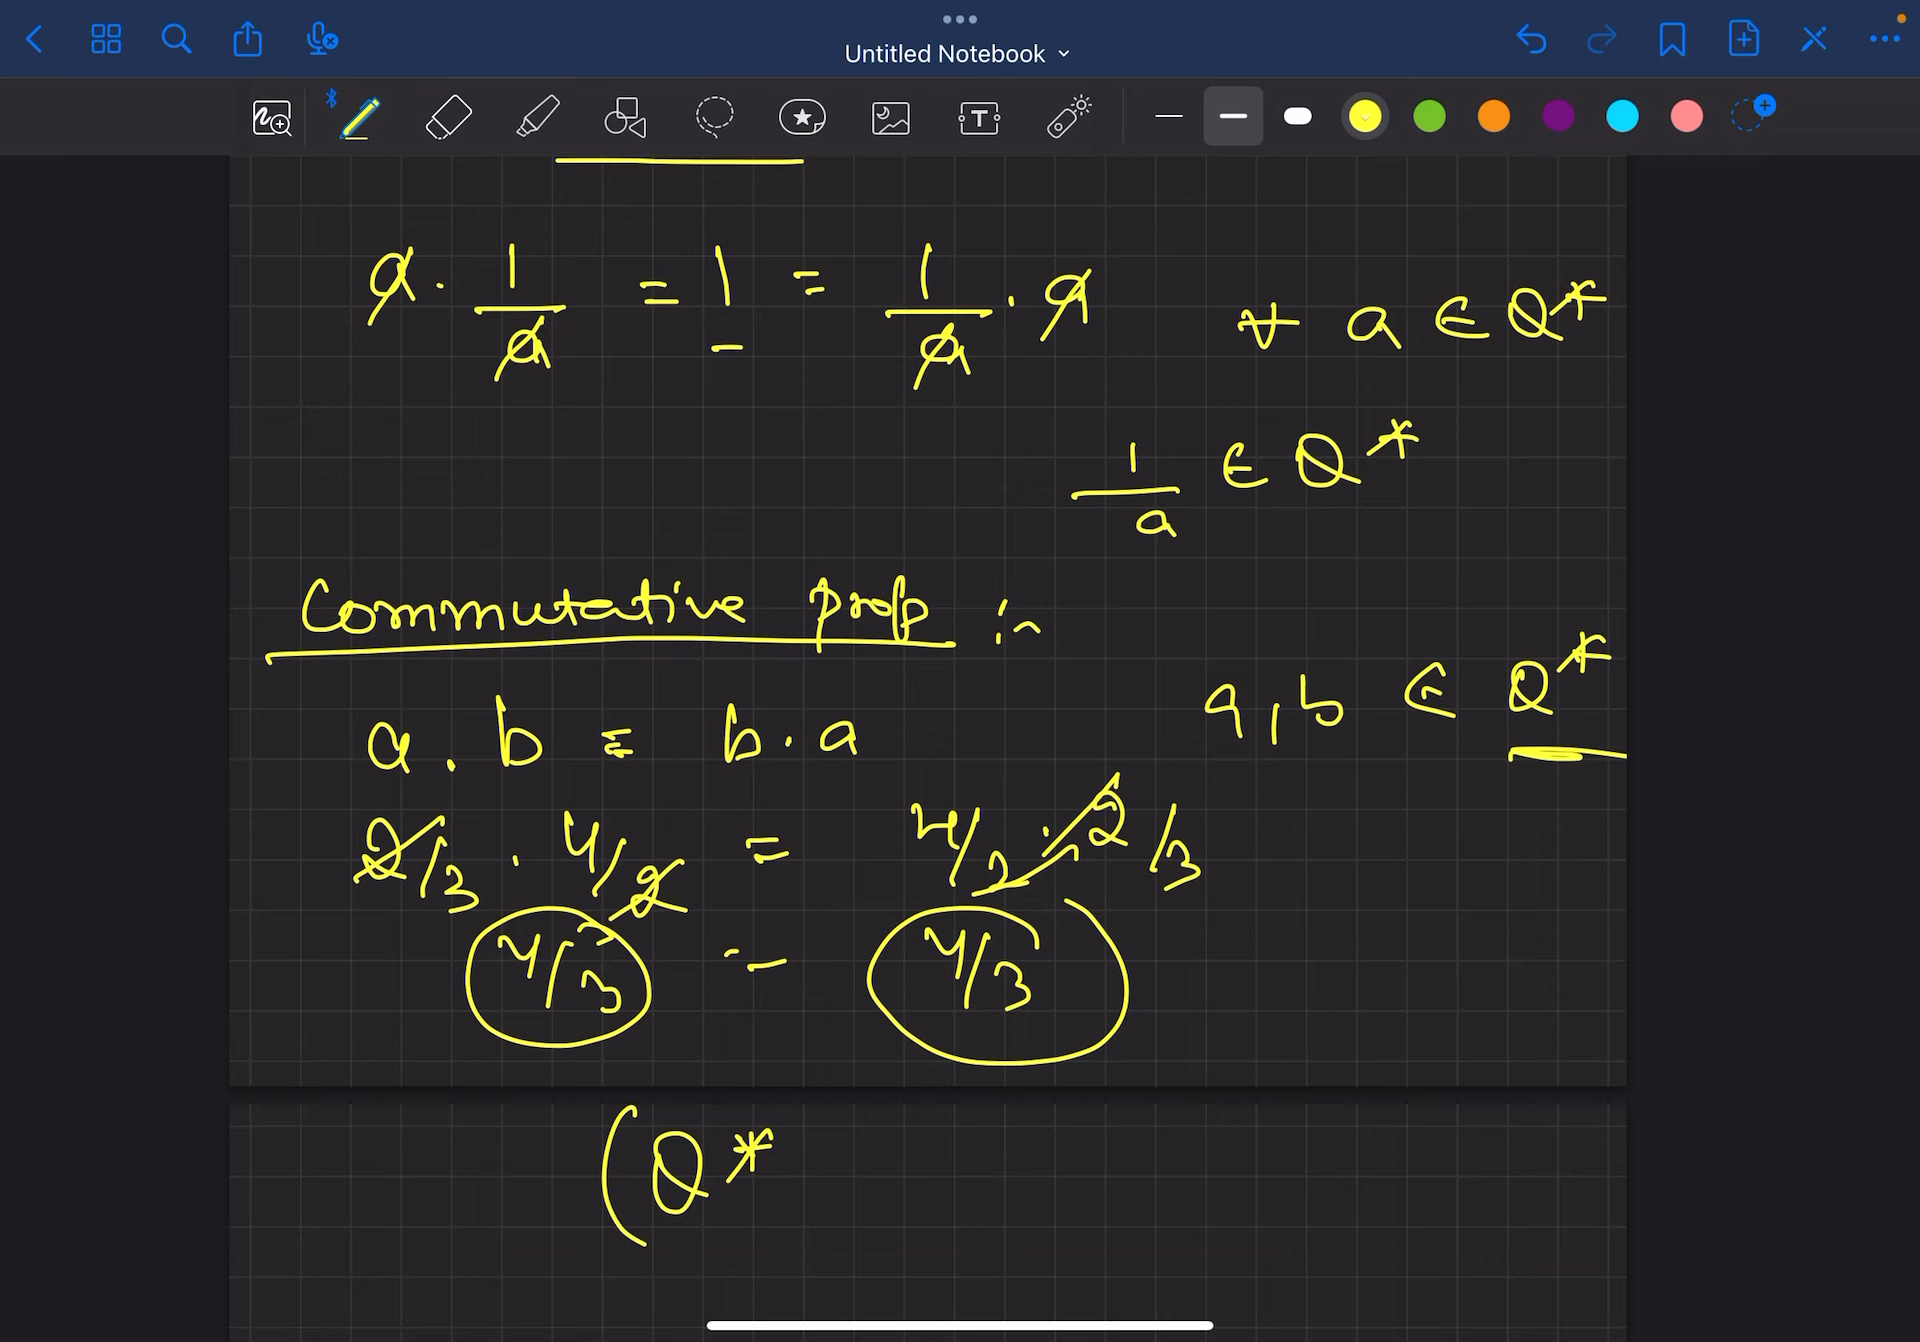 Untitled Notebook
a · 1/a = 1 = 1/a · a ∀ a ∈ Q*
1/a ∈ Q*
Commutative prop :-
a . b = b . a a, b ∈ Q*
2/3 . 4/2 = 4/2 . 2/3
4/3 = 4/3
(Q*